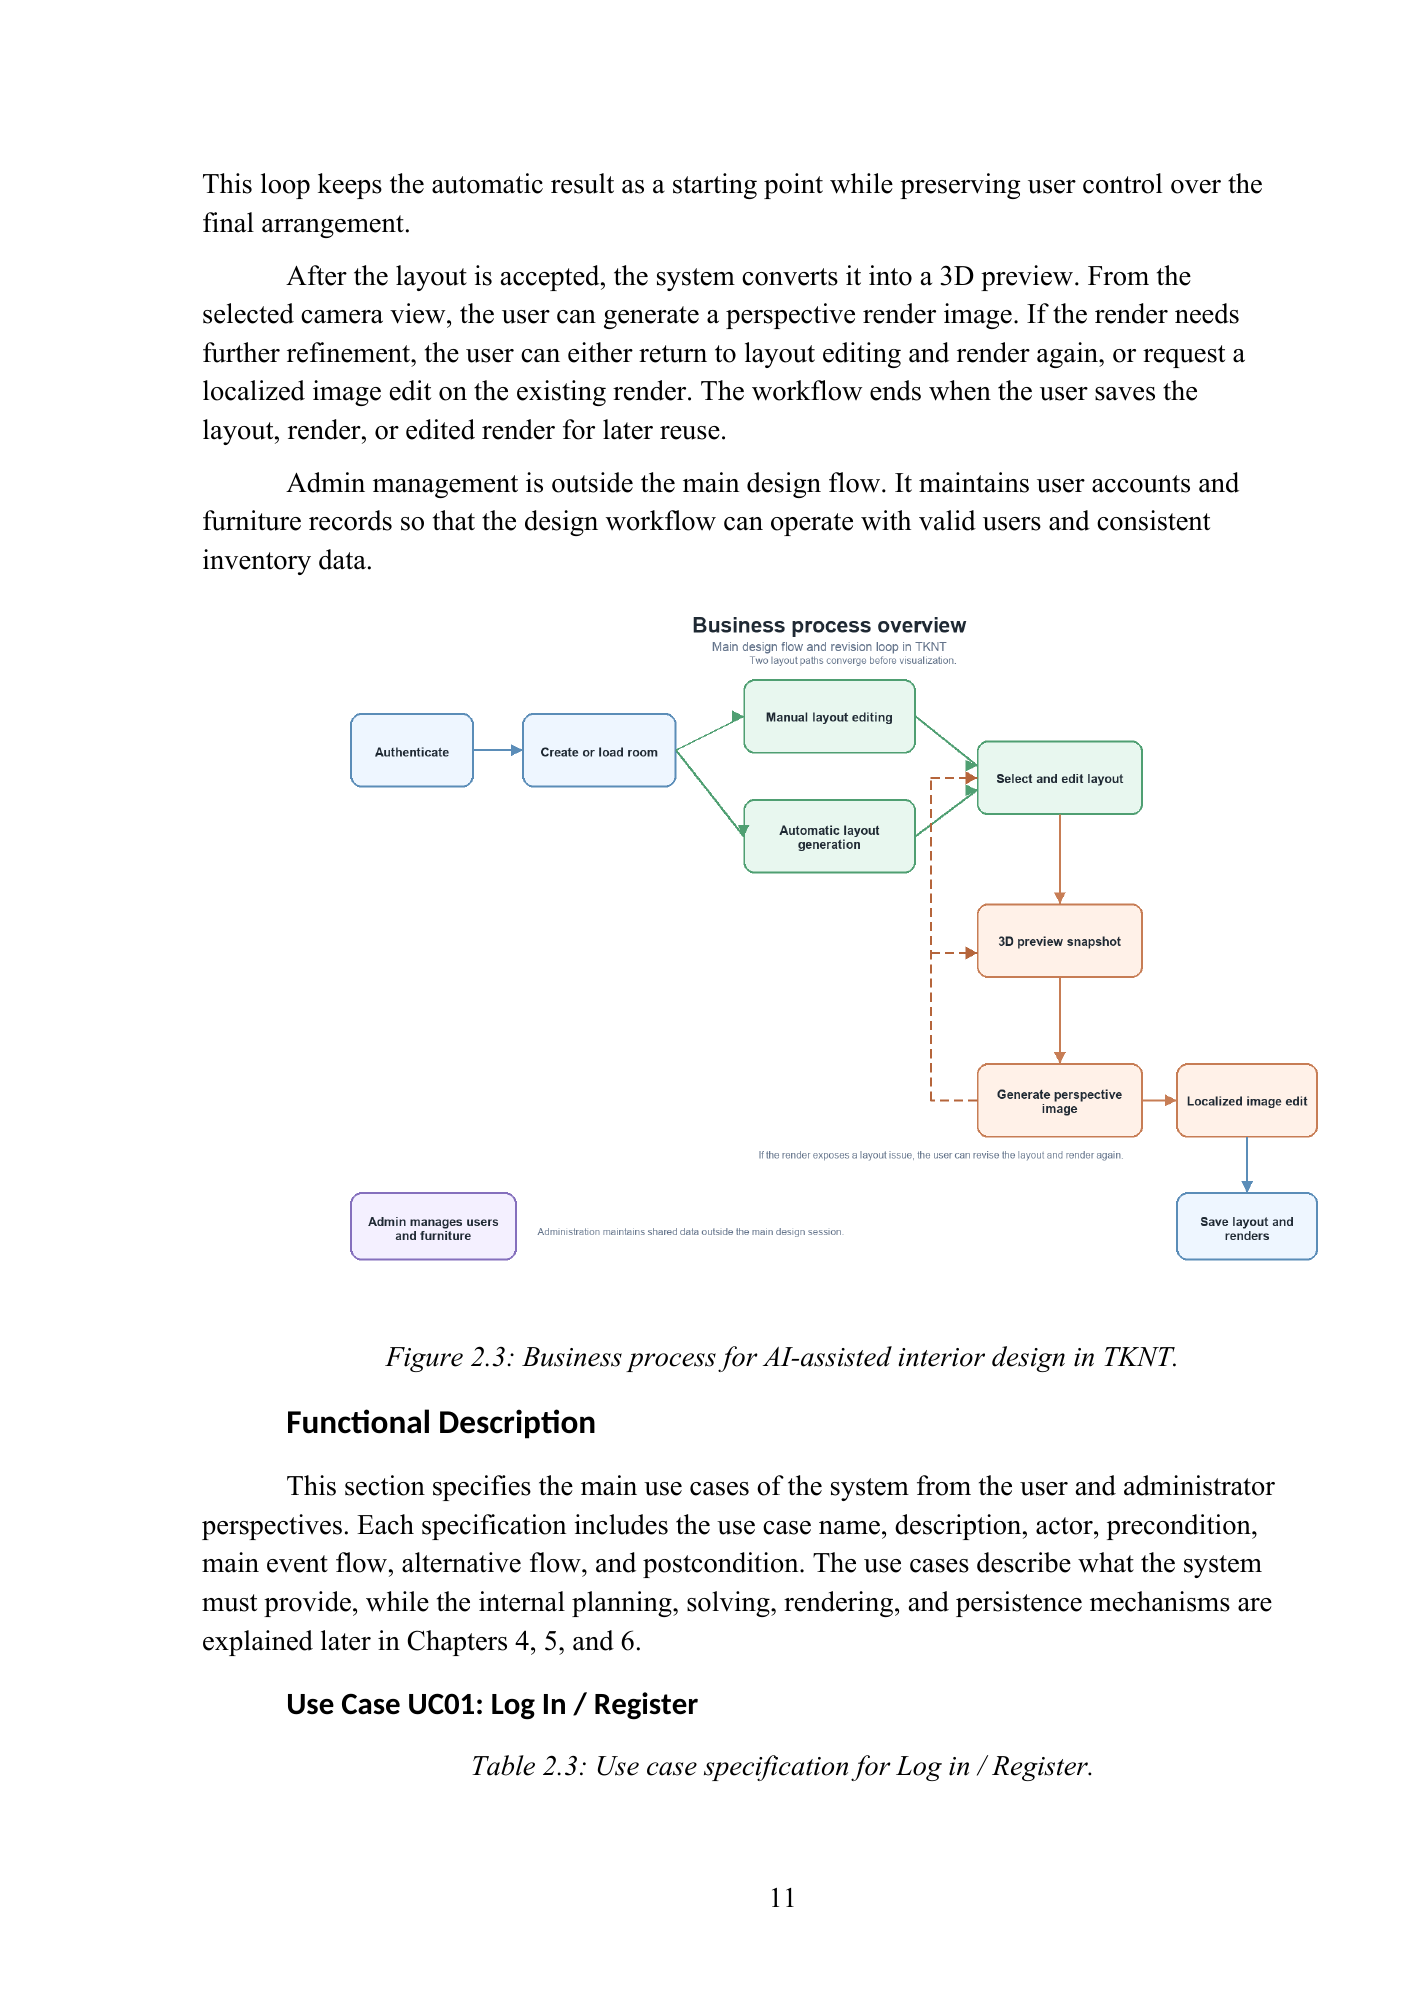 This loop keeps the automatic result as a starting point while preserving user control over the
final arrangement.
After the layout is accepted, the system converts it into a 3D preview. From the
selected camera view, the user can generate a perspective render image. If the render needs
further refinement, the user can either return to layout editing and render again, or request a
localized image edit on the existing render. The workflow ends when the user saves the
layout, render, or edited render for later reuse.
Admin management is outside the main design flow. It maintains user accounts and
furniture records so that the design workflow can operate with valid users and consistent
inventory data.
Business process overview
Main design flow and revision loop in TKNT
Two layout paths converge before visualization.
Authenticate
Create or load room
Manual layout editing
Automatic layout
generation
Select and edit layout
3D preview snapshot
Generate perspective
image
Localized image edit
If the render exposes a layout issue, the user can revise the layout and render again.
Admin manages users
and furniture
Administration maintains shared data outside the main design session.
Save layout and
renders
Figure 2.3: Business process for AI-assisted interior design in TKNT.
Functional Description
This section specifies the main use cases of the system from the user and administrator
perspectives. Each specification includes the use case name, description, actor, precondition,
main event flow, alternative flow, and postcondition. The use cases describe what the system
must provide, while the internal planning, solving, rendering, and persistence mechanisms are
explained later in Chapters 4, 5, and 6.
Use Case UC01: Log In / Register
Table 2.3: Use case specification for Log in / Register.
11